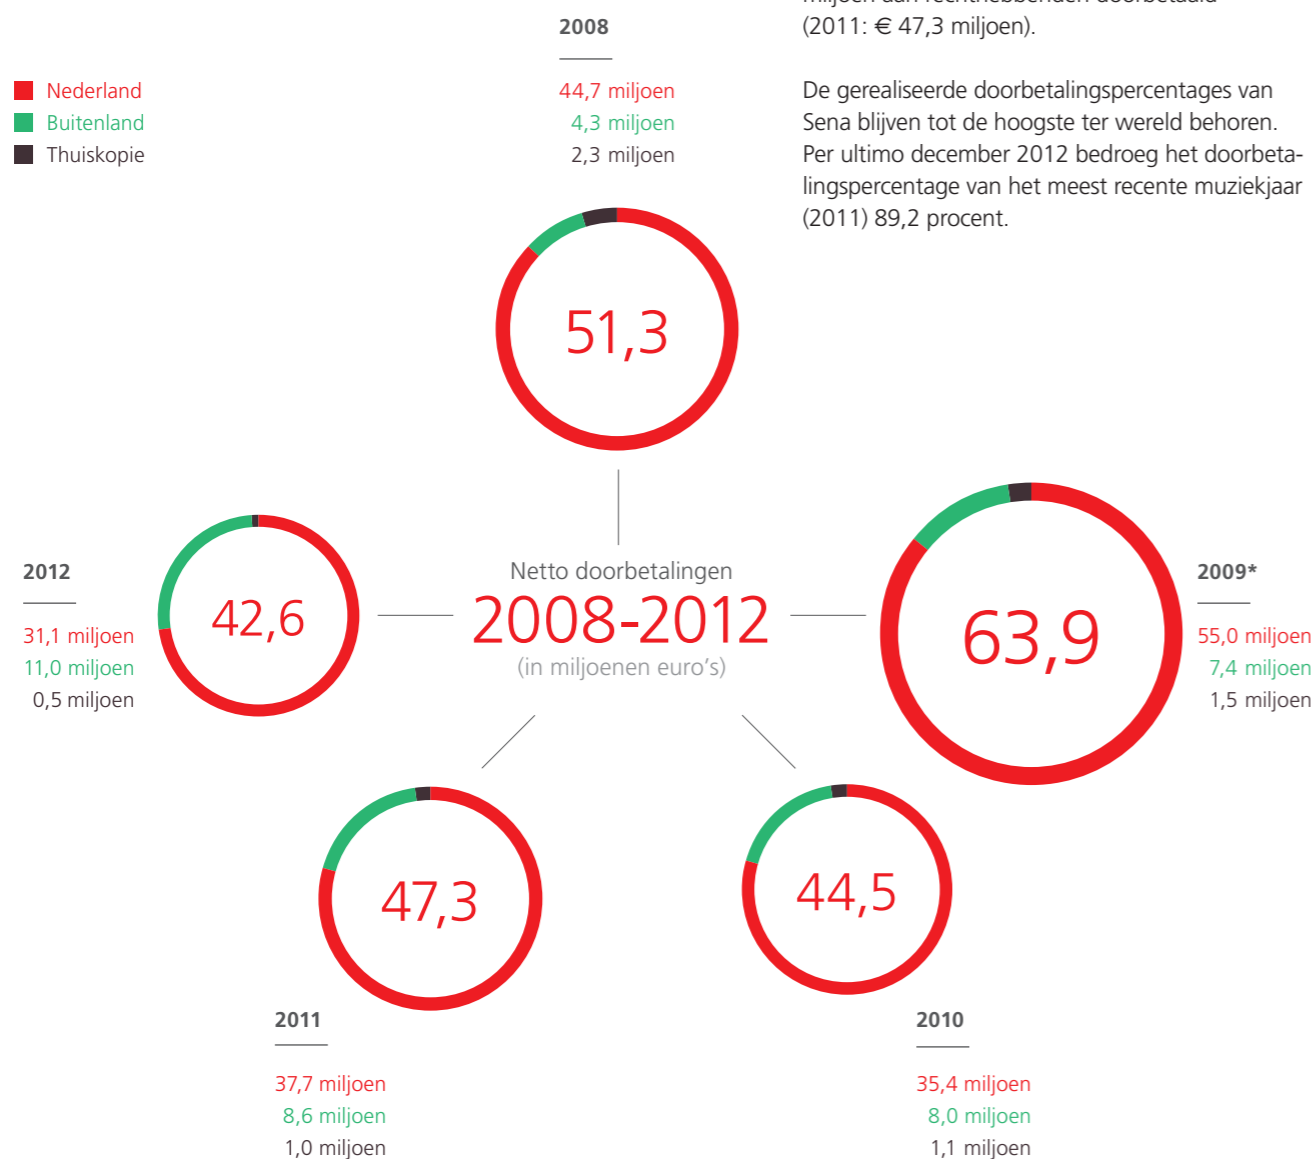 miljoen aan rechthebbenden doorbetaald
(2011: € 47,3 miljoen).
De gerealiseerde doorbetalingspercentages van
Sena blijven tot de hoogste ter wereld behoren.
Per ultimo december 2012 bedroeg het doorbeta-
lingspercentage van het meest recente muziekjaar
(2011) 89,2 procent.
Nederland
Buitenland
Thuiskopie
2008
44,7 miljoen
4,3 miljoen
2,3 miljoen
51,3
Netto doorbetalingen
2008-2012
(in miljoenen euro's)
2009*
55,0 miljoen
7,4 miljoen
1,5 miljoen
63,9
2010
35,4 miljoen
8,0 miljoen
1,1 miljoen
44,5
2011
37,7 miljoen
8,6 miljoen
1,0 miljoen
47,3
2012
31,1 miljoen
11,0 miljoen
0,5 miljoen
42,6